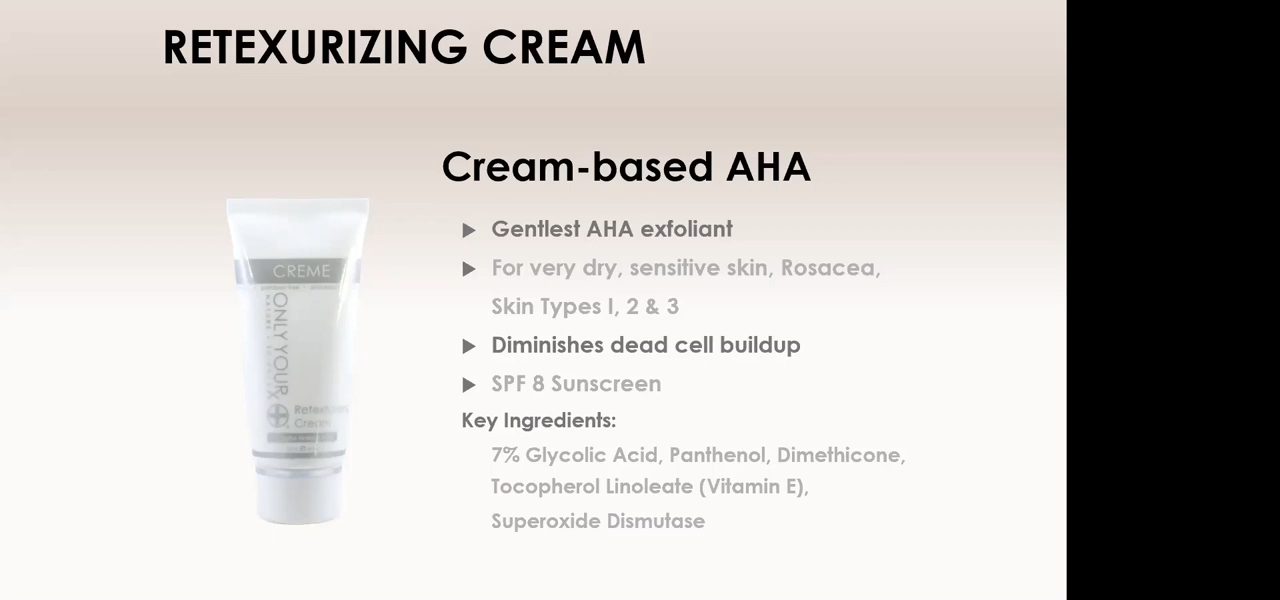 RETEXURIZING CREAM
Cream-based AHA
Gentlest AHA exfoliant
For very dry, sensitive skin, Rosacea,
Skin Types I, 2 & 3
Diminishes dead cell buildup
SPF 8 Sunscreen
Key Ingredients:
7% Glycolic Acid, Panthenol, Dimethicone,
Tocopherol Linoleate (Vitamin E),
Superoxide Dismutase
CREME
ONLY YOURX
Cream